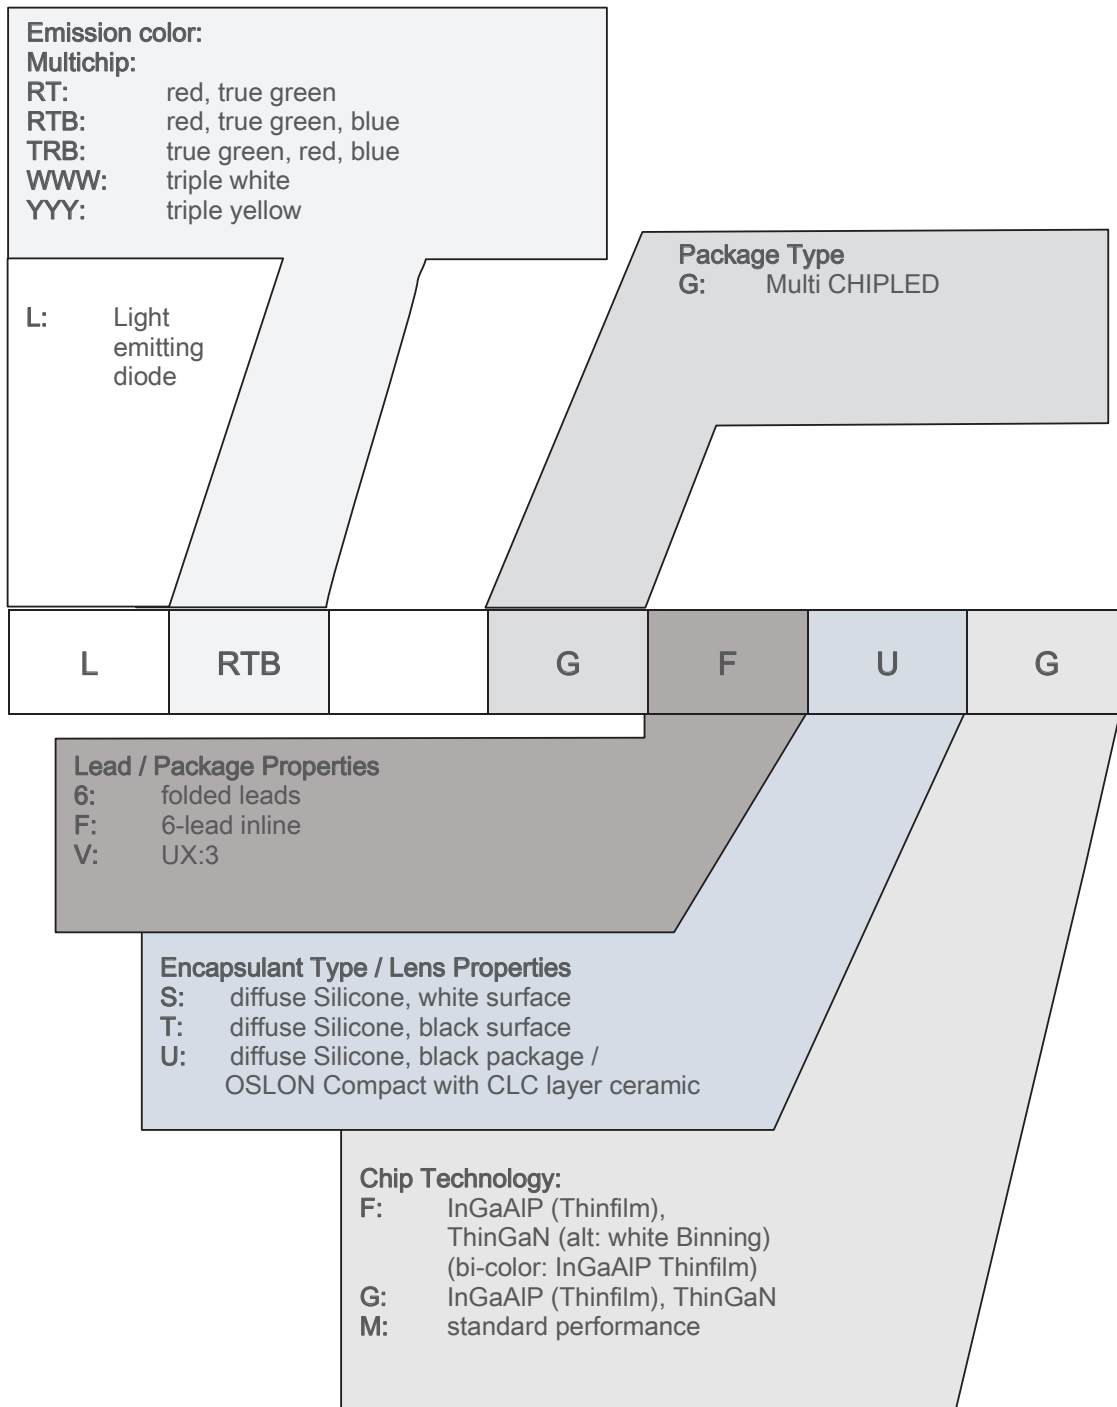 Emission color:
Multichip:
RT: red, true green
RTB: red, true green, blue
TRB: true green, red, blue
WWW: triple white
YYY: triple yellow
Package Type
G: Multi CHIPLED
L: Light
emitting
diode
L RTB G F U G
Lead / Package Properties
6: folded leads
F: 6-lead inline
V: UX:3
Encapsulant Type / Lens Properties
S: diffuse Silicone, white surface
T: diffuse Silicone, black surface
U: diffuse Silicone, black package /
OSLON Compact with CLC layer ceramic
Chip Technology:
F: InGaAlP (Thinfilm),
ThinGaN (alt: white Binning)
(bi-color: InGaAlP Thinfilm)
G: InGaAlP (Thinfilm), ThinGaN
M: standard performance